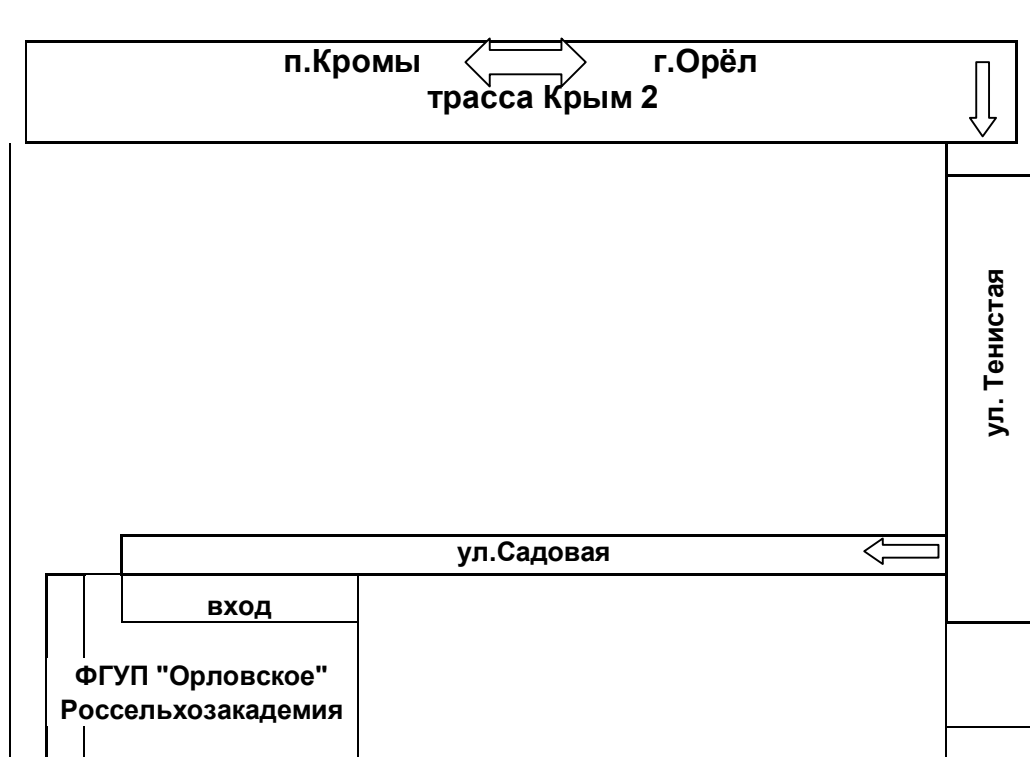 п.Кромы г.Орёл
трасса Крым 2
ул. Тенистая
ул.Садовая
вход
ФГУП "Орловское"
Россельхозакадемия